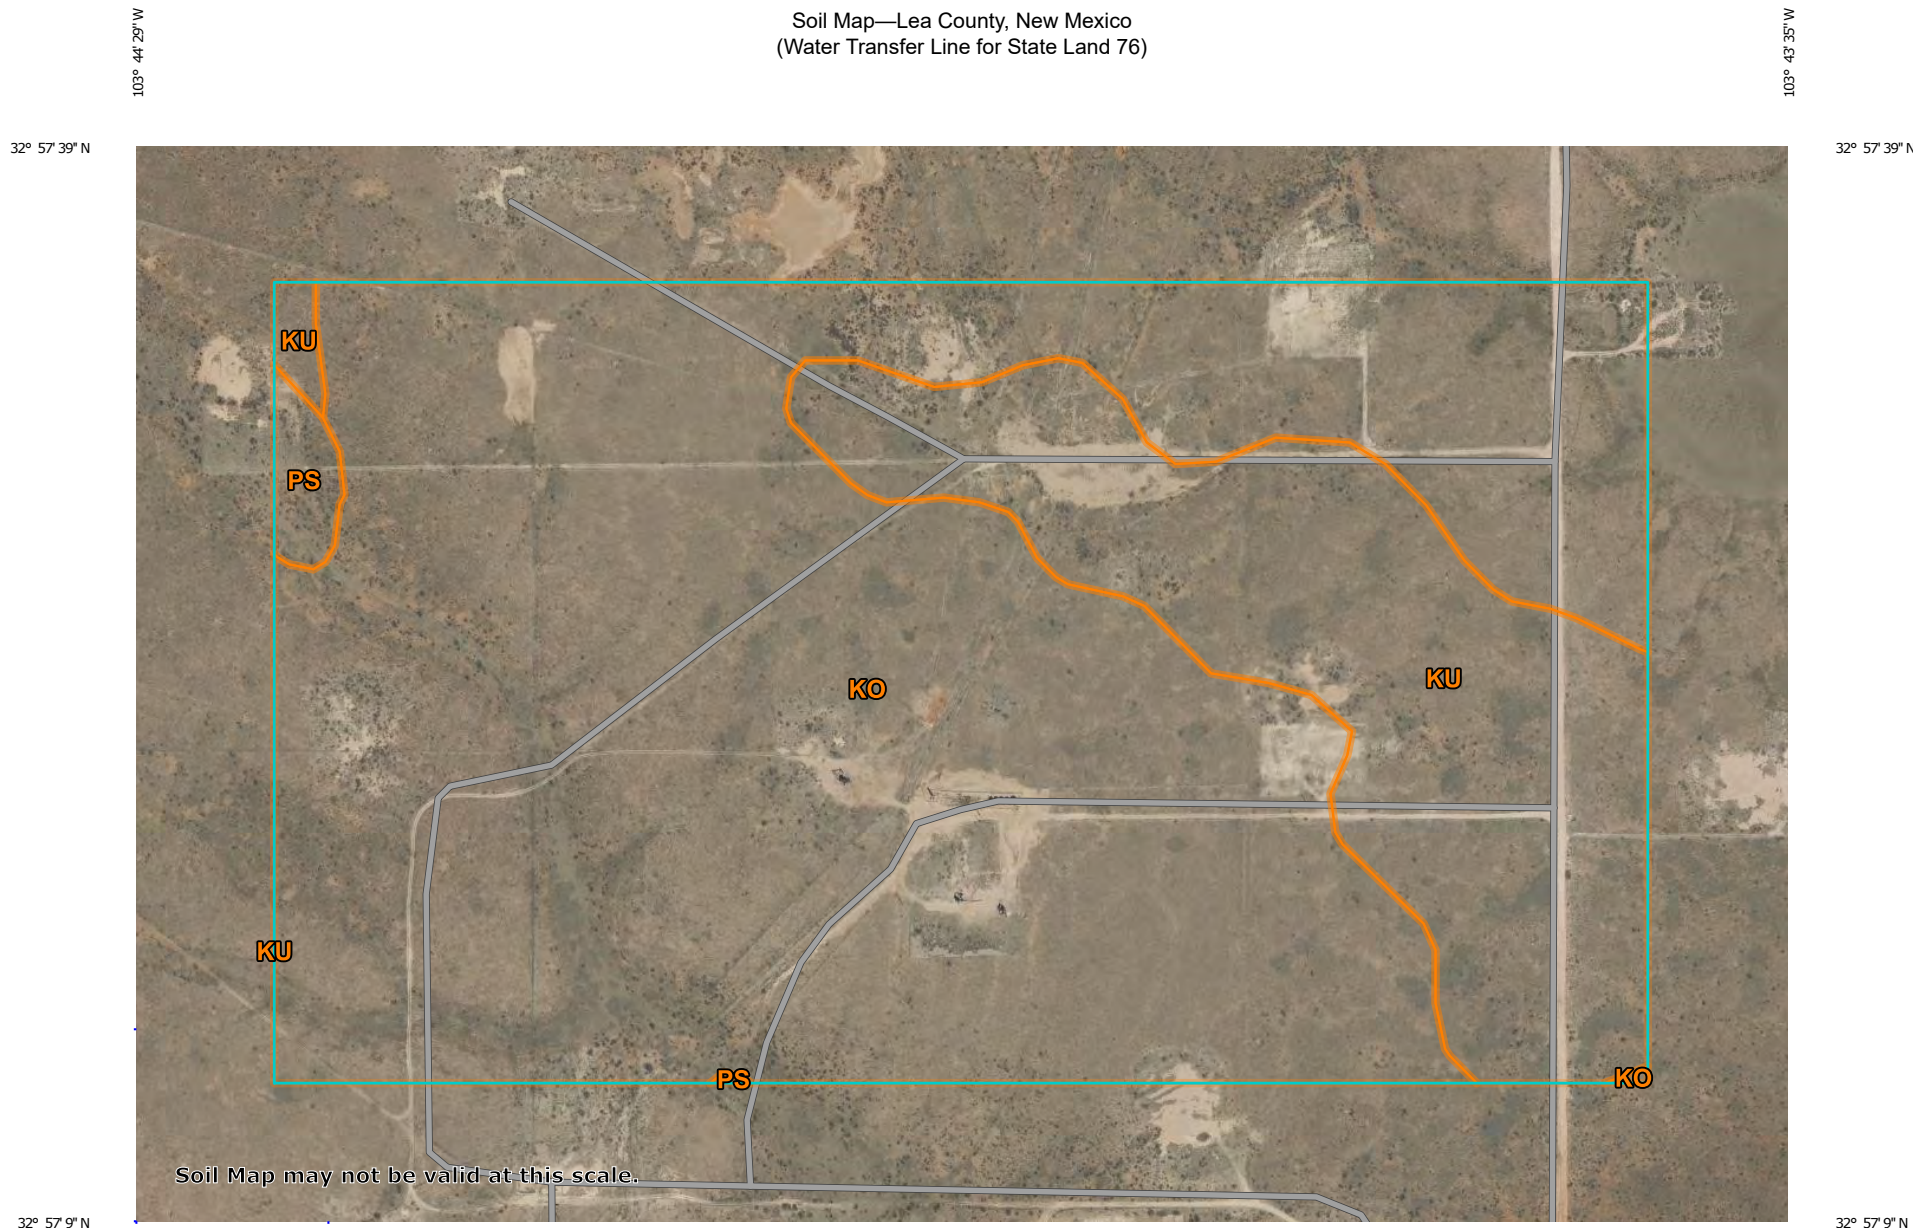 Soil Map—Lea County, New Mexico
(Water Transfer Line for State Land 76)
103° 44' 29" W
103° 43' 35" W
32° 57' 39" N
32° 57' 39" N
KU
PS
KO
KU
KU
PS
KO
Soil Map may not be valid at this scale.
32° 57' 9" N
32° 57' 9" N